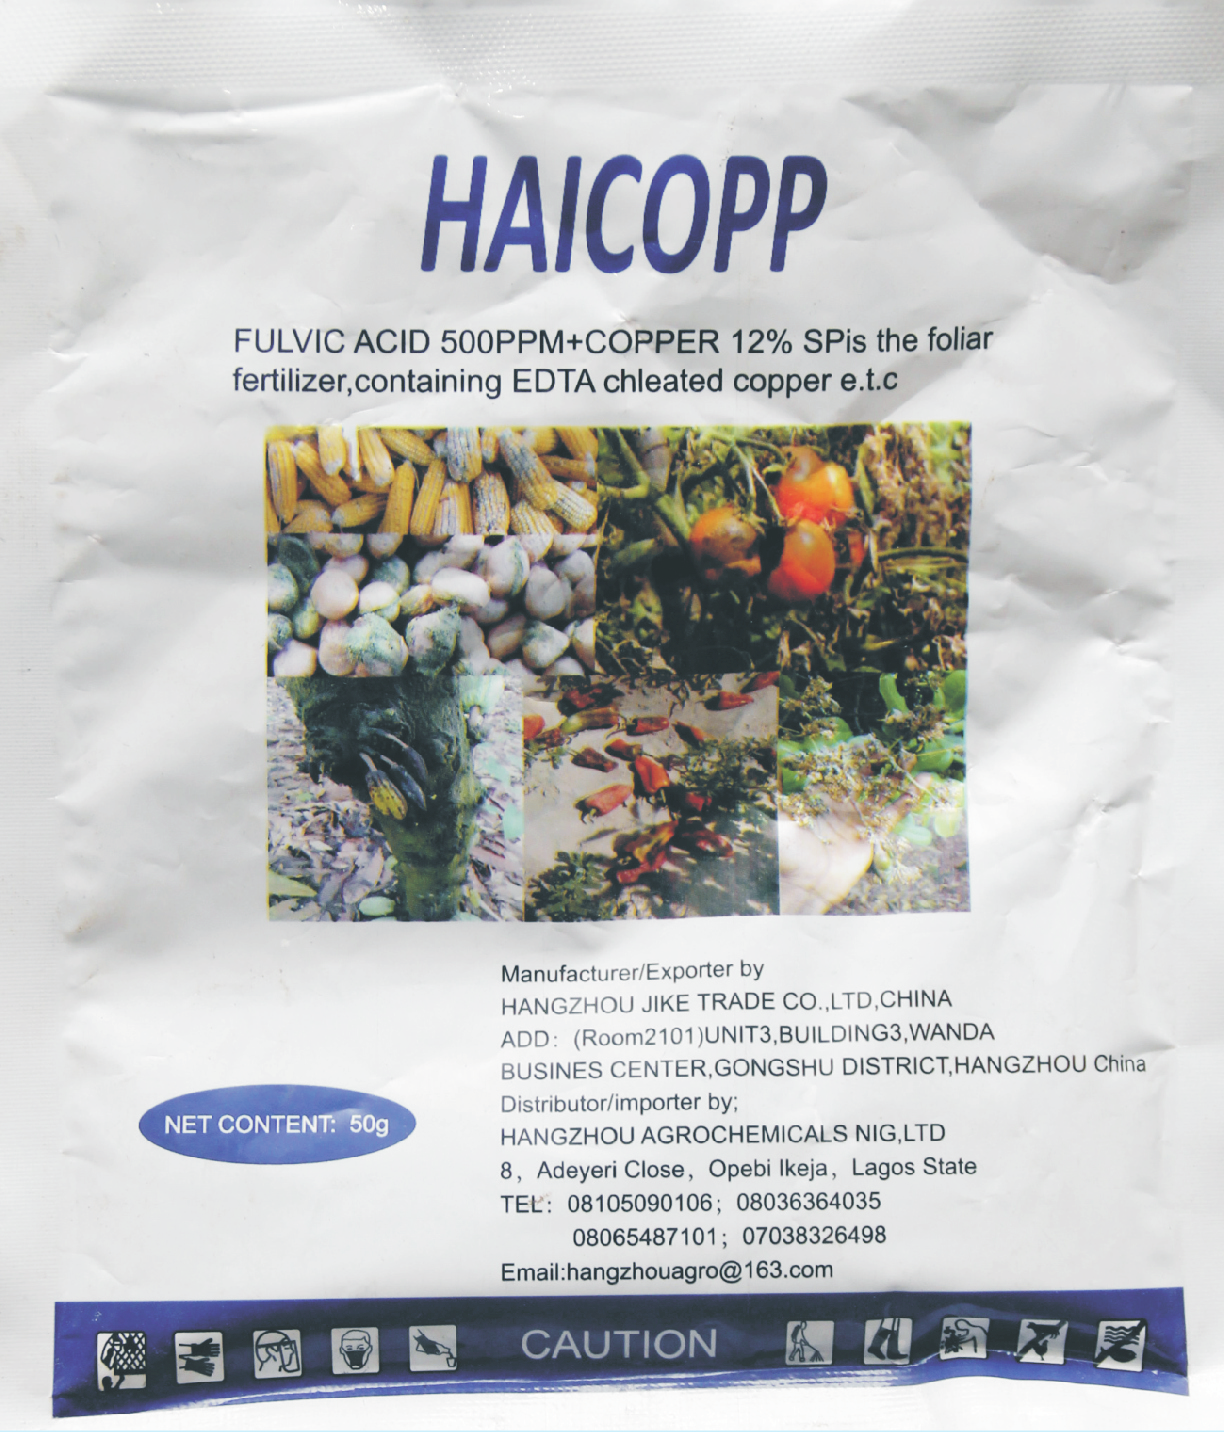 HAICOPP
FULVIC ACID 500PPM+COPPER 12% SPis the foliar
fertilizer,containing EDTA chleated copper e.t.c
Manufacturer/Exporter by
HANGZHOU JIKE TRADE CO.,LTD,CHINA
ADD: (Room2101)UNIT3,BUILDING3,WANDA
BUSINES CENTER,GONGSHU DISTRICT,HANGZHOU China
Distributor/importer by;
HANGZHOU AGROCHEMICALS NIG,LTD
8, Adeyeri Close, Opebi Ikeja, Lagos State
TEL: 08105090106; 08036364035
08065487101; 07038326498
Email:hangzhouagro@163.com
NET CONTENT: 50g
CAUTION